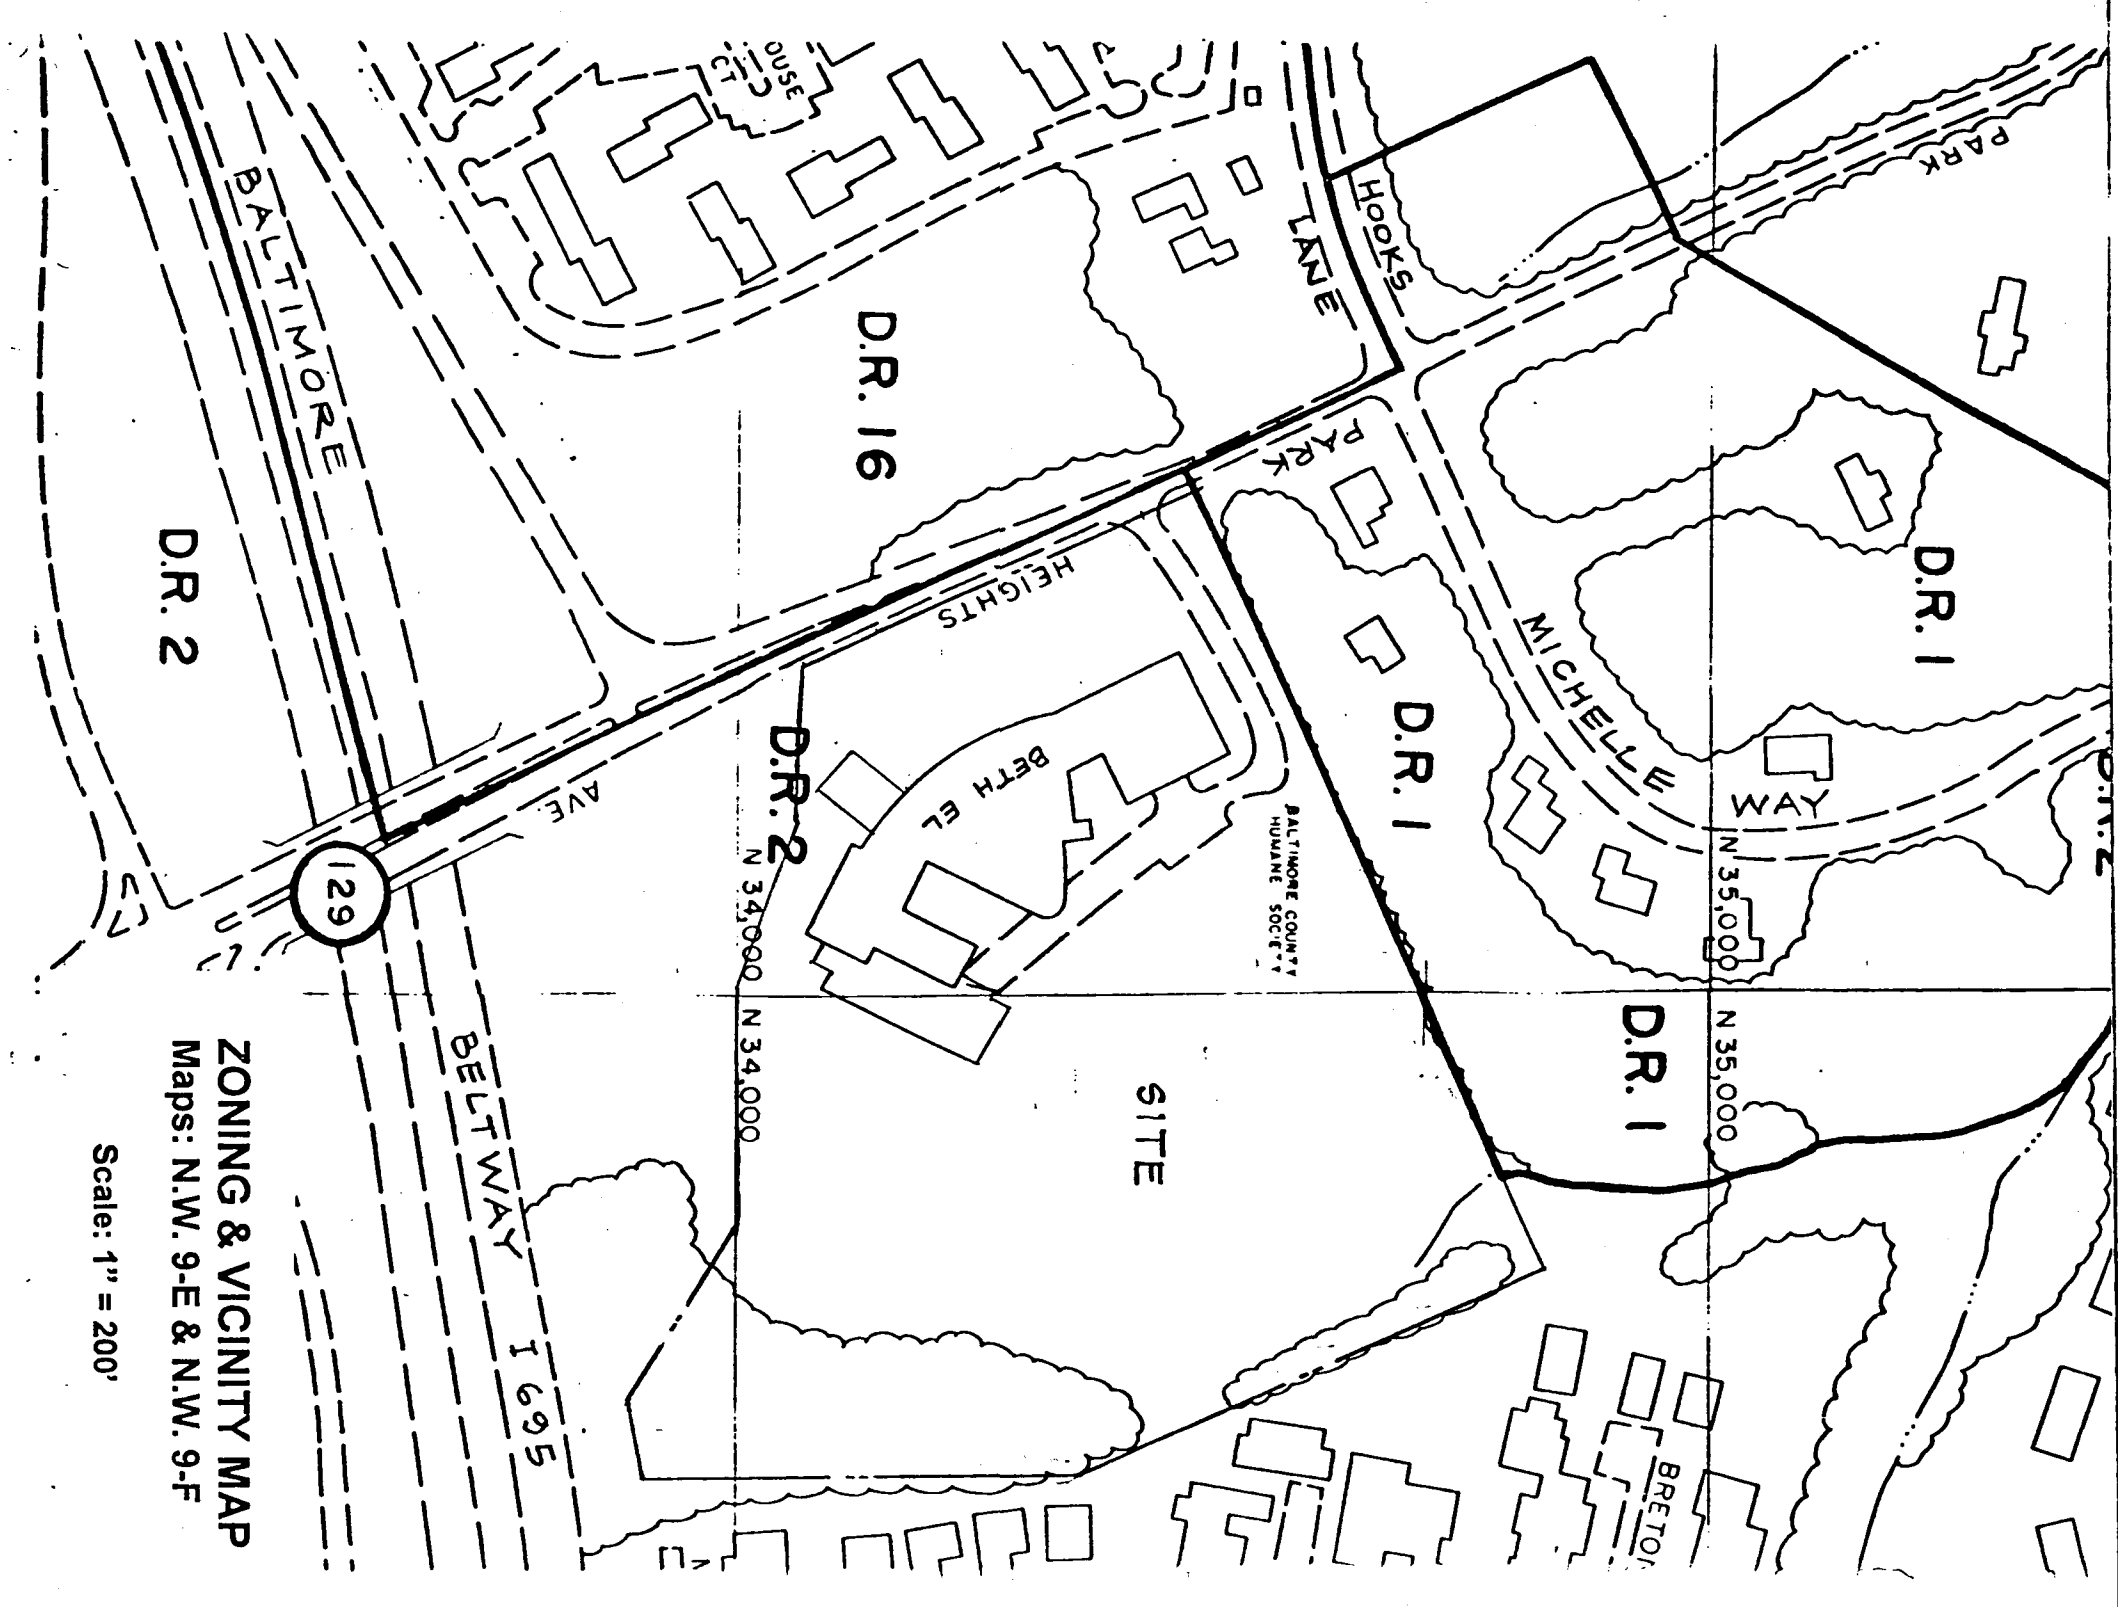 PARK
HOOKS
LANE
PARK
HEIGHTS
AVE.
BALTIMORE
BELTWAY I 695
129
MICHELLE
WAY
D.R. 16
D.R. 2
D.R. 2
D.R. 1
D.R. 1
D.R. 1
BETH EL
BALTIMORE COUNTY
HUMANE SOCIETY
N 34,000
N 34,000
N 35,000
N 35,000
SITE
CT
ZONING & VICINITY MAP
Maps: N.W. 9-E & N.W. 9-F
Scale: 1" = 200'